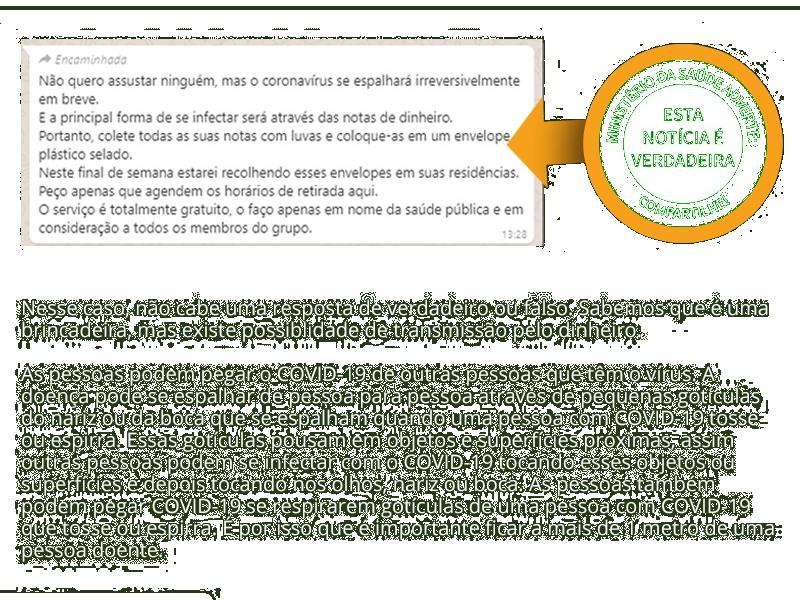 Encaminhada
Não quero assustar ninguém, mas o coronavírus se espalhará irreversivelmente
em breve.
E a principal forma de se infectar será através das notas de dinheiro.
Portanto, colete todas as suas notas com luvas e coloque-as em um envelope
plástico selado.
Neste final de semana estarei recolhendo esses envelopes em suas residências.
Peço apenas que agendem os horários de retirada aqui.
O serviço é totalmente gratuito, o faço apenas em nome da saúde pública e em
consideração a todos os membros do grupo.
13:28
MINISTÉRIO DA SAÚDE ADVERTE:
ESTA
NOTÍCIA É
VERDADEIRA
COMPARTILHE!
Nesse caso, não cabe uma resposta de verdadeiro ou falso. Sabemos que é uma
brincadeira, mas existe possiblidade de transmissão pelo dinheiro.
As pessoas podem pegar o COVID-19 de outras pessoas que têm o vírus. A
doença pode se espalhar de pessoa para pessoa através de pequenas gotículas
do nariz ou da boca que se espalham quando uma pessoa com COVID-19 tosse
ou espirra. Essas gotículas pousam em objetos e superfícies próximas, assim
outras pessoas podem se infectar com o COVID-19 tocando esses objetos ou
superfícies e depois tocando nos olhos, nariz ou boca. As pessoas também
podem pegar COVID-19 se respirarem gotículas de uma pessoa com COVID-19
que tosse ou espirra. E por isso que é importante ficar a mais de 1 metro de uma
pessoa doente.